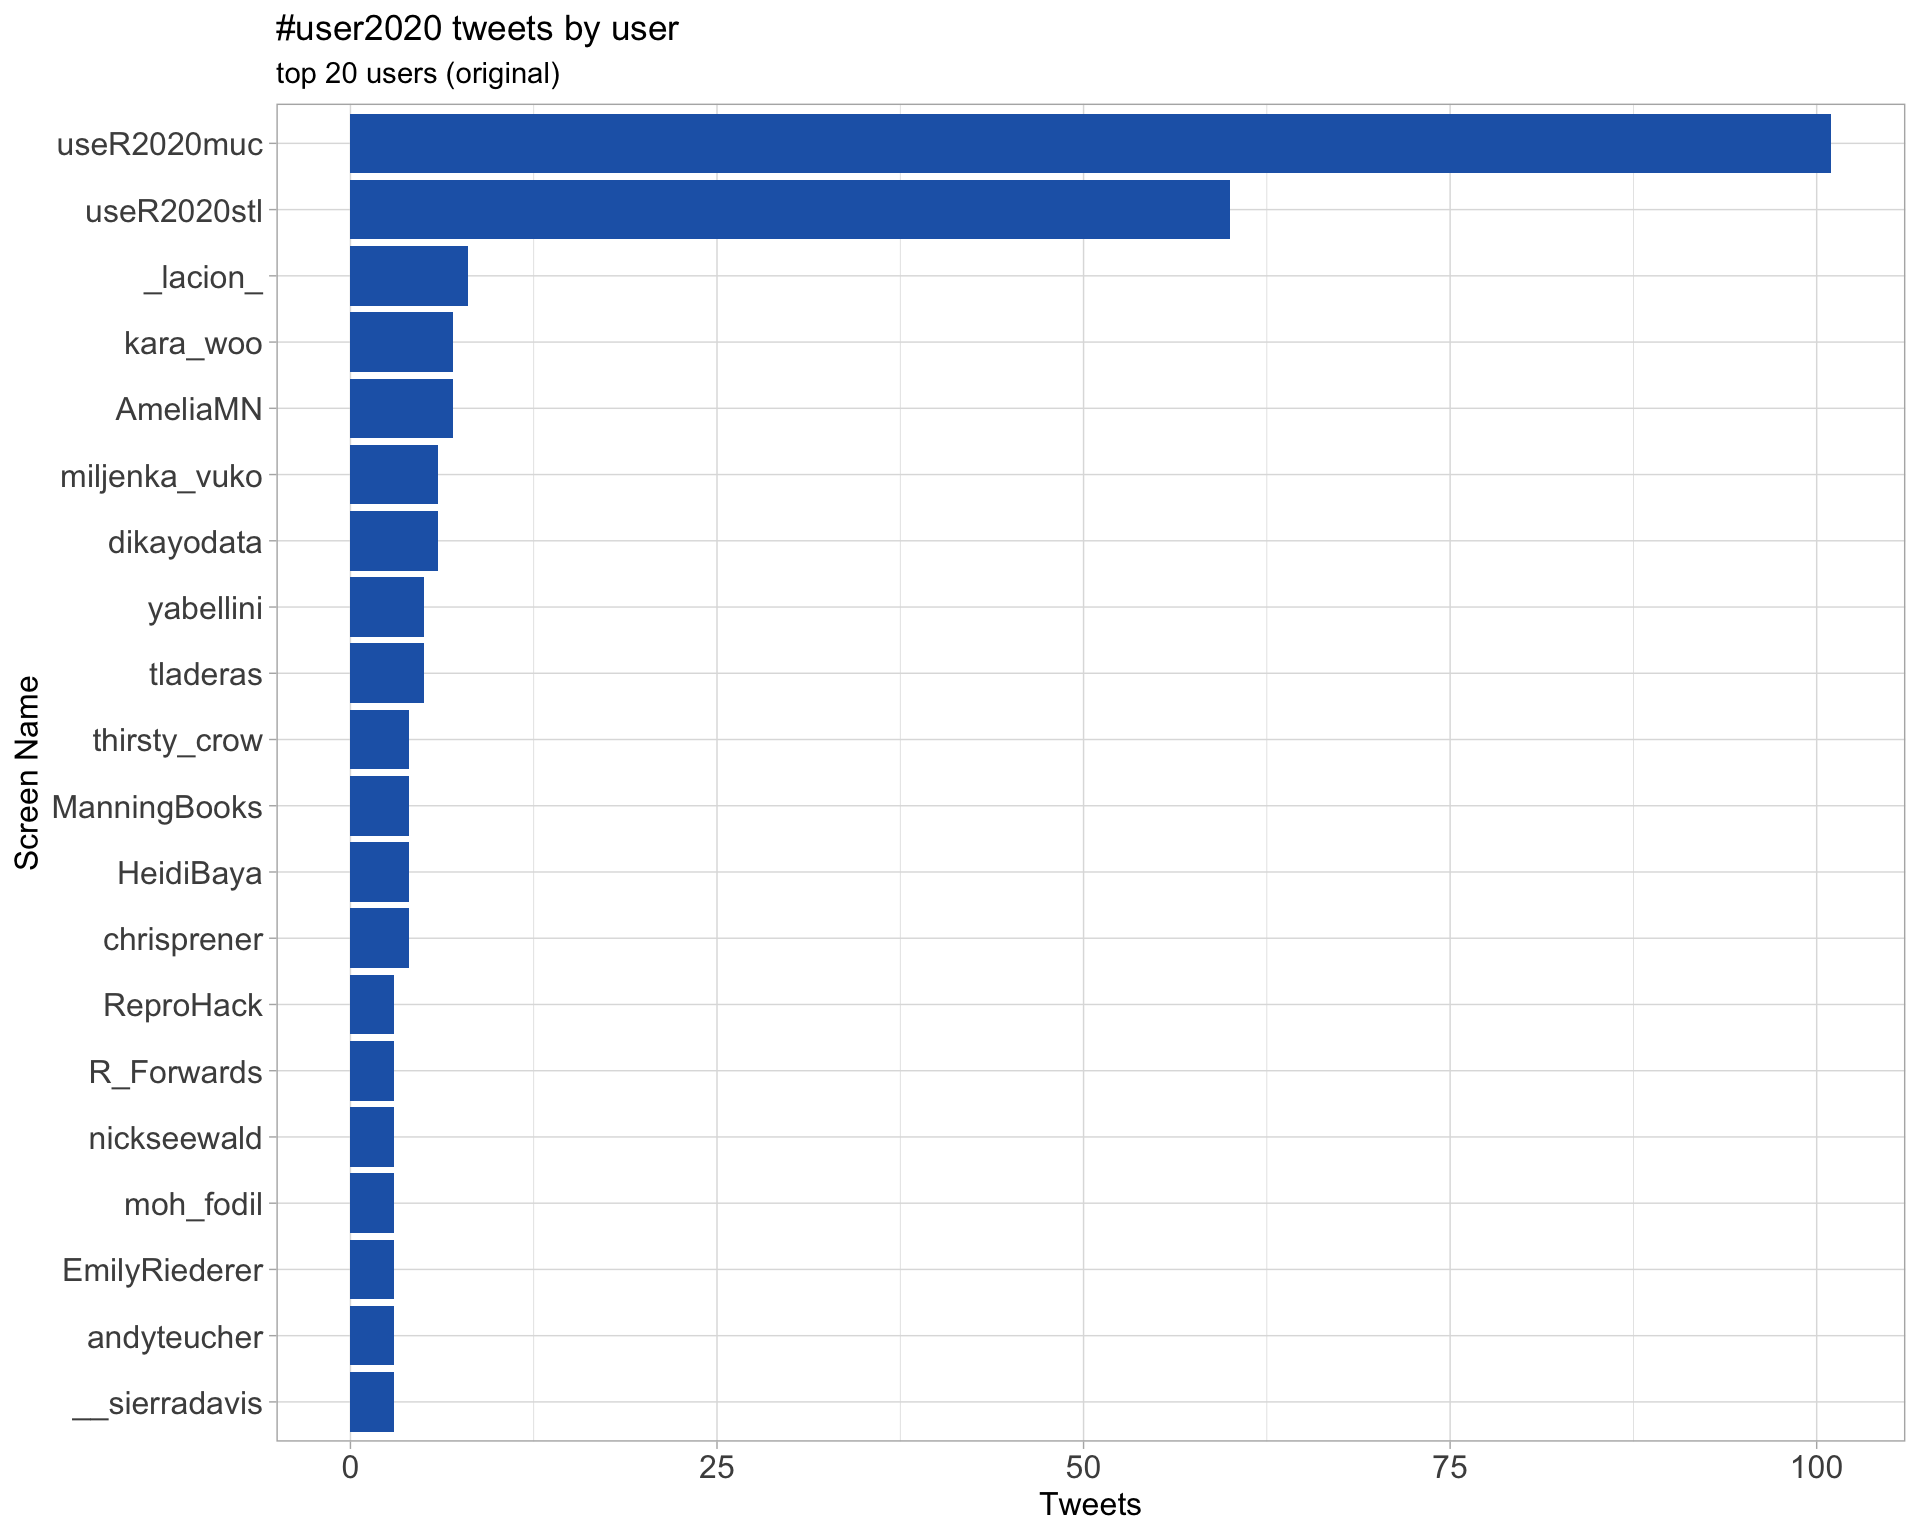 #user2020 tweets by user
top 20 users (original)
Screen Name
useR2020muc
useR2020stl
_lacion_
kara_woo
AmeliaMN
miljenka_vuko
dikayodata
yabellini
tladeras
thirsty_crow
ManningBooks
HeidiBaya
chrisprener
ReproHack
R_Forwards
nickseewald
moh_fodil
EmilyRiederer
andyteucher
__sierradavis
0 25 50 75 100
Tweets